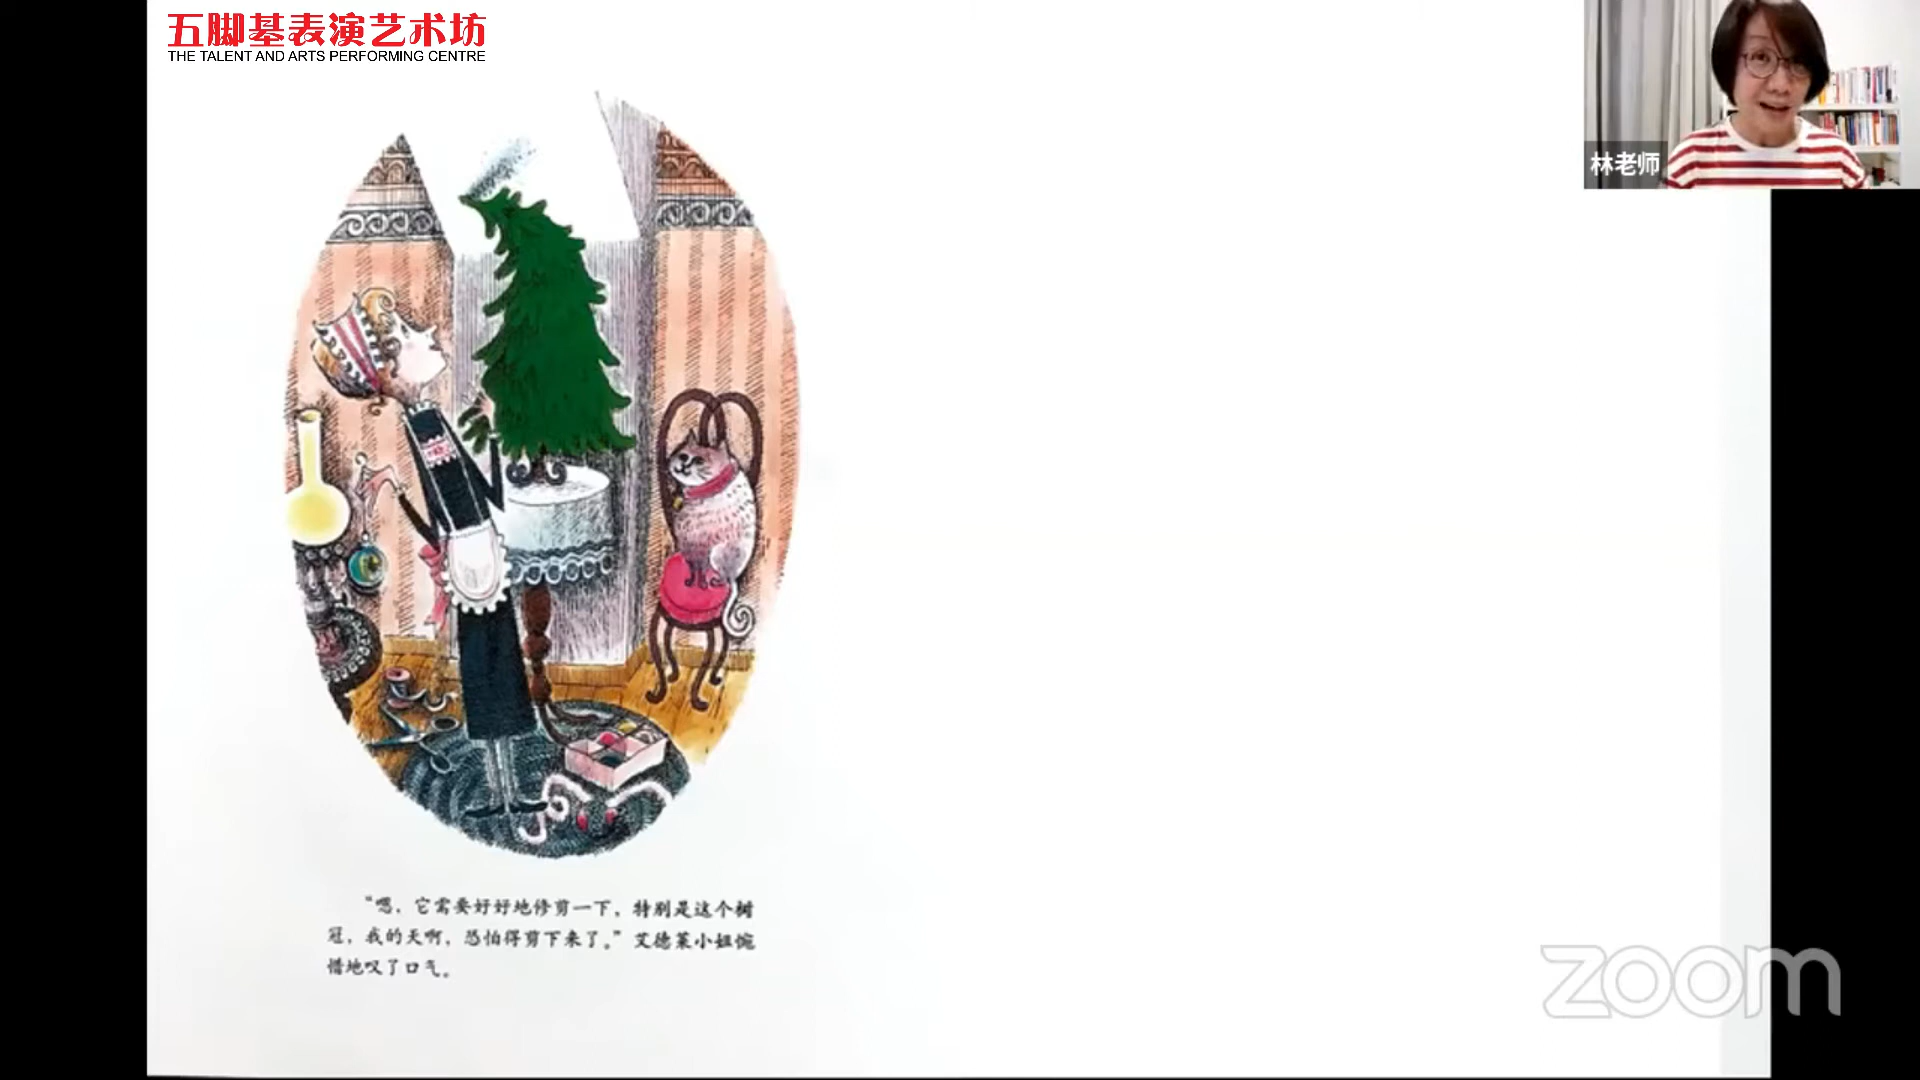 五脚基表演艺术坊
THE TALENT AND ARTS PERFORMING CENTRE
林老师
“嗯，它需要好好地修剪一下，特别是这个树
冠，我的天啊，恐怕得剪下来了。”艾德莱小姐惋
惜地叹了口气。
zoom